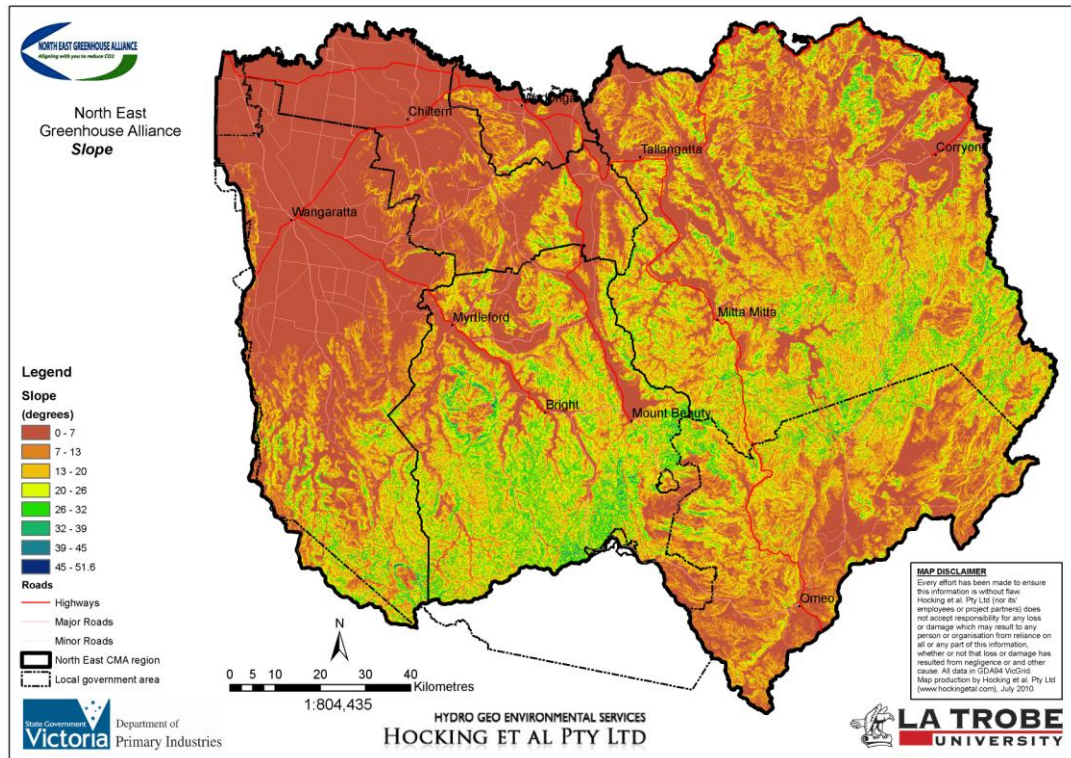 NORTH EAST GREENHOUSE ALLIANCE
Aligning with you to reduce CO2
North East
Greenhouse Alliance
Slope
Chiltern
Wodonga
Tallangatta
Corryong
Wangaratta
Myrtleford
Mitta Mitta
Bright
Mount Beauty
Omeo
Legend
Slope
(degrees)
0 - 7
7 - 13
13 - 20
20 - 26
26 - 32
32 - 39
39 - 45
45 - 51.6
Roads
Highways
Major Roads
Minor Roads
North East CMA region
Local government area
N
0 5 10 20 30 40
Kilometres
1:804,435
MAP DISCLAIMER
Every effort has been made to ensure
this information is without flaw.
Hocking et al. Pty Ltd (nor its'
employees or project partners) does
not accept responsibility for any loss
or damage which may result to any
person or organisation from reliance on
all or any part of this information,
whether or not that loss or damage has
resulted from negligence or and other
cause. All data in GDA94 VicGrid.
Map production by Hocking et al. Pty Ltd
(www.hockingetal.com), July 2010.
State Government
Victoria
Department of
Primary Industries
HYDRO GEO ENVIRONMENTAL SERVICES
HOCKING ET AL PTY LTD
LA TROBE
UNIVERSITY